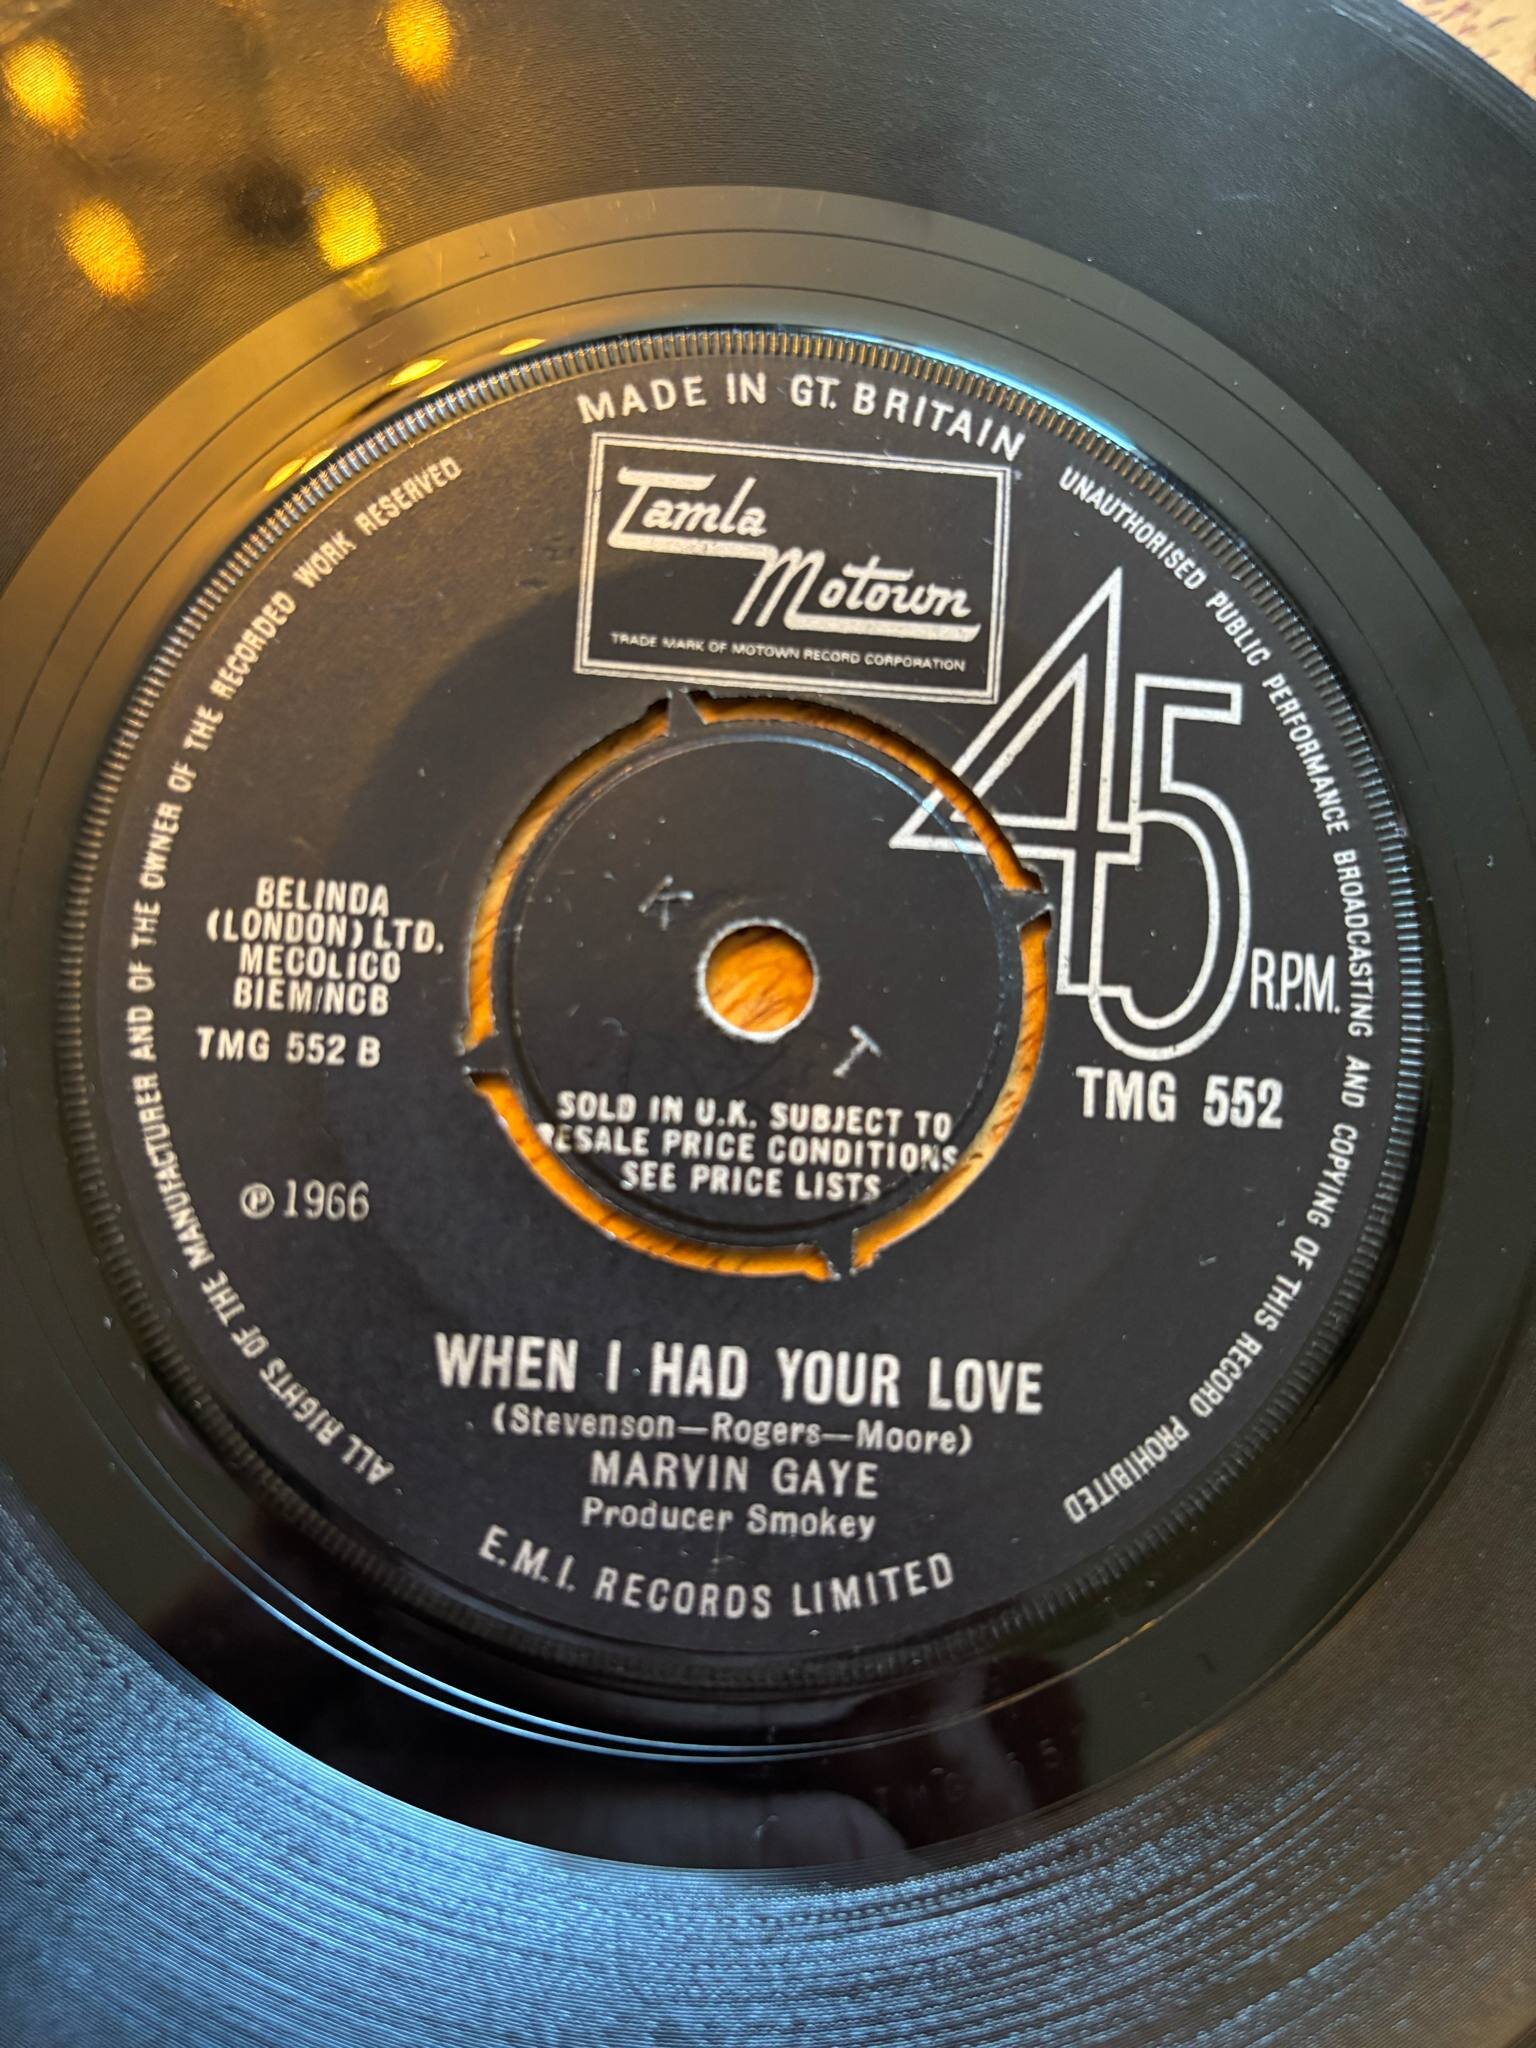 MADE IN GT. BRITAIN
Tamla
Motown
TRADE MARK OF MOTOWN RECORD CORPORATION
ALL RIGHTS OF THE MANUFACTURER AND OF THE OWNER OF THE RECORDED WORK RESERVED
UNAUTHORISED PUBLIC PERFORMANCE BROADCASTING AND COPYING OF THIS RECORD PROHIBITED
45
R.P.M.
BELINDA
(LONDON) LTD.
MECOLICO
BIEM/NCB
TMG 552 B
TMG 552
K
T
SOLD IN U.K. SUBJECT TO
RESALE PRICE CONDITIONS
SEE PRICE LISTS
℗ 1966
WHEN I HAD YOUR LOVE
(Stevenson—Rogers—Moore)
MARVIN GAYE
Producer Smokey
E.M.I. RECORDS LIMITED